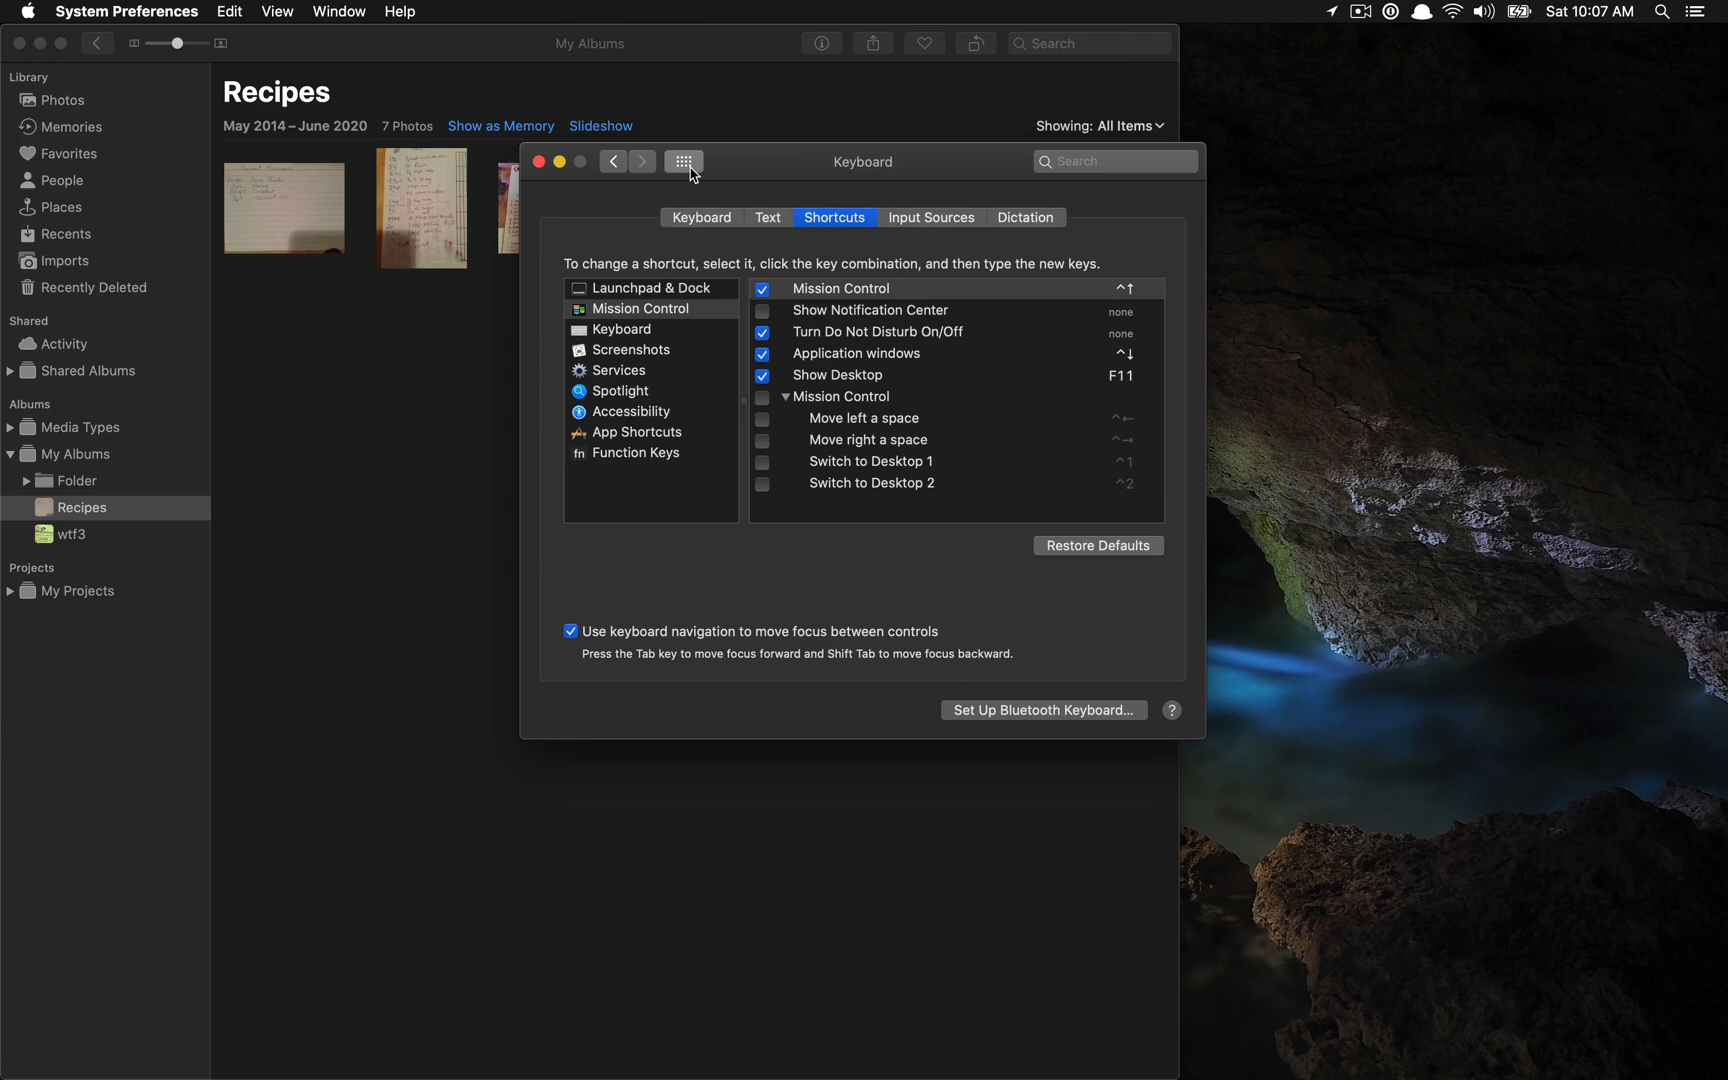 System Preferences Edit View Window Help Sat 10:07 AM
My Albums
Search
Library
Photos
Memories
Favorites
People
Places
Recents
Imports
Recently Deleted
Shared
Activity
Shared Albums
Albums
Media Types
My Albums
Folder
Recipes
wtf3
Projects
My Projects
Recipes
May 2014 – June 2020 7 Photos Show as Memory Slideshow
Showing: All Items
Keyboard
Search
Keyboard Text Shortcuts Input Sources Dictation
To change a shortcut, select it, click the key combination, and then type the new keys.
Launchpad & Dock
Mission Control
Keyboard
Screenshots
Services
Spotlight
Accessibility
App Shortcuts
fn Function Keys
Mission Control ^↑
Show Notification Center none
Turn Do Not Disturb On/Off none
Application windows ^↓
Show Desktop F11
Mission Control
Move left a space ^←
Move right a space ^→
Switch to Desktop 1 ^1
Switch to Desktop 2 ^2
Restore Defaults
Use keyboard navigation to move focus between controls
Press the Tab key to move focus forward and Shift Tab to move focus backward.
Set Up Bluetooth Keyboard... ?